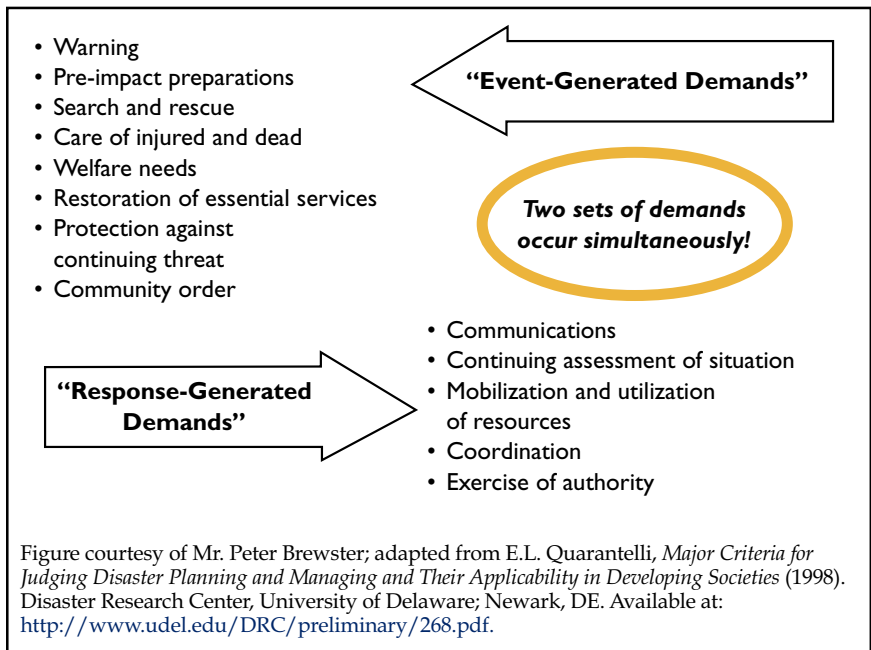 • Warning
• Pre-impact preparations
• Search and rescue
• Care of injured and dead
• Welfare needs
• Restoration of essential services
• Protection against
continuing threat
• Community order
“Event-Generated Demands”
Two sets of demands
occur simultaneously!
“Response-Generated
Demands”
• Communications
• Continuing assessment of situation
• Mobilization and utilization
of resources
• Coordination
• Exercise of authority
Figure courtesy of Mr. Peter Brewster; adapted from E.L. Quarantelli, Major Criteria for
Judging Disaster Planning and Managing and Their Applicability in Developing Societies (1998).
Disaster Research Center, University of Delaware; Newark, DE. Available at:
http://www.udel.edu/DRC/preliminary/268.pdf.